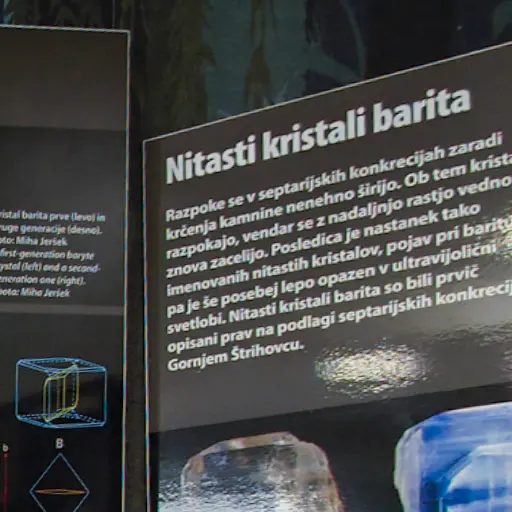 Nitasti kristali barita
Razpoke se v septarijskih konkrecijah zaradi
krčenja kamnine nenehno širijo. Ob tem krista
razpokajo, vendar se z nadaljnjo rastjo vedno
znova zacelijo. Posledica je nastanek tako
imenovanih nitastih kristalov, pojav pri baritu
pa je še posebej lepo opazen v ultravijolični
svetlobi. Nitasti kristali barita so bili prvič
opisani prav na podlagi septarijskih konkrecij
Gornjem Štrihovcu.
ristal barita prve (levo) in
ruge generacije (desno).
oto: Miha Jeršek
first-generation baryte
rystal (left) and a second-
eneration one (right).
hoto: Miha Jeršek
B
b